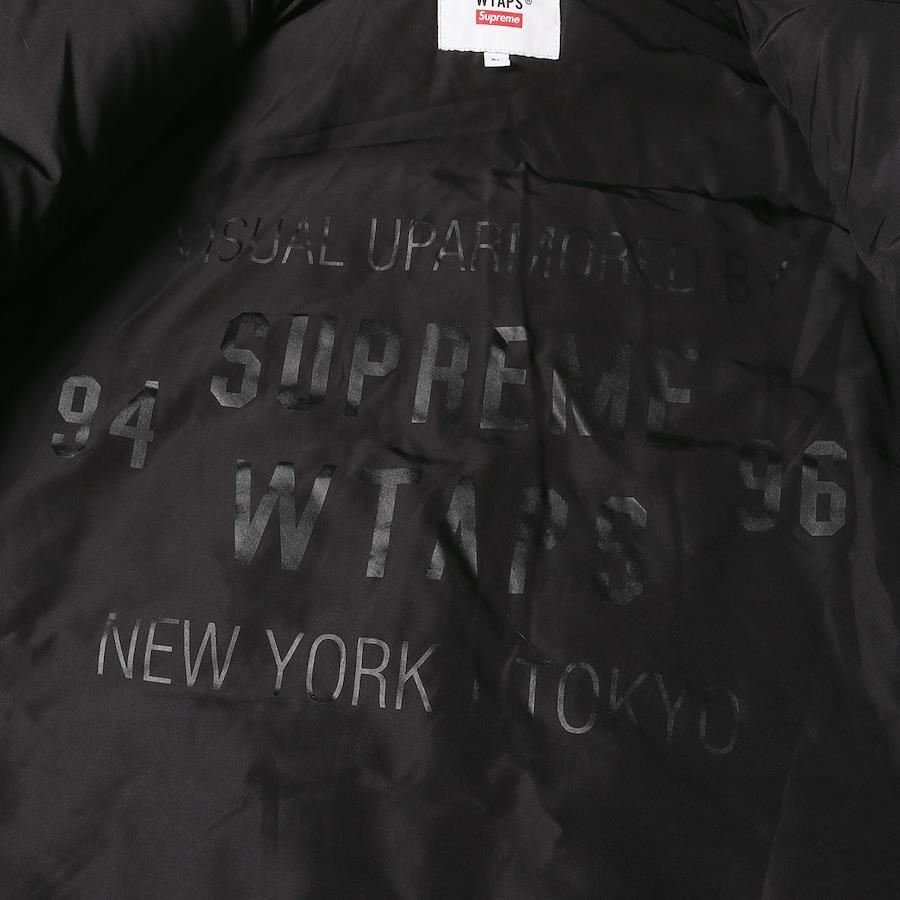 WTAPS®
Supreme
VISUAL UPARMORED BY
SUPREME
94 96
WTAPS
NEW YORK / TOKYO